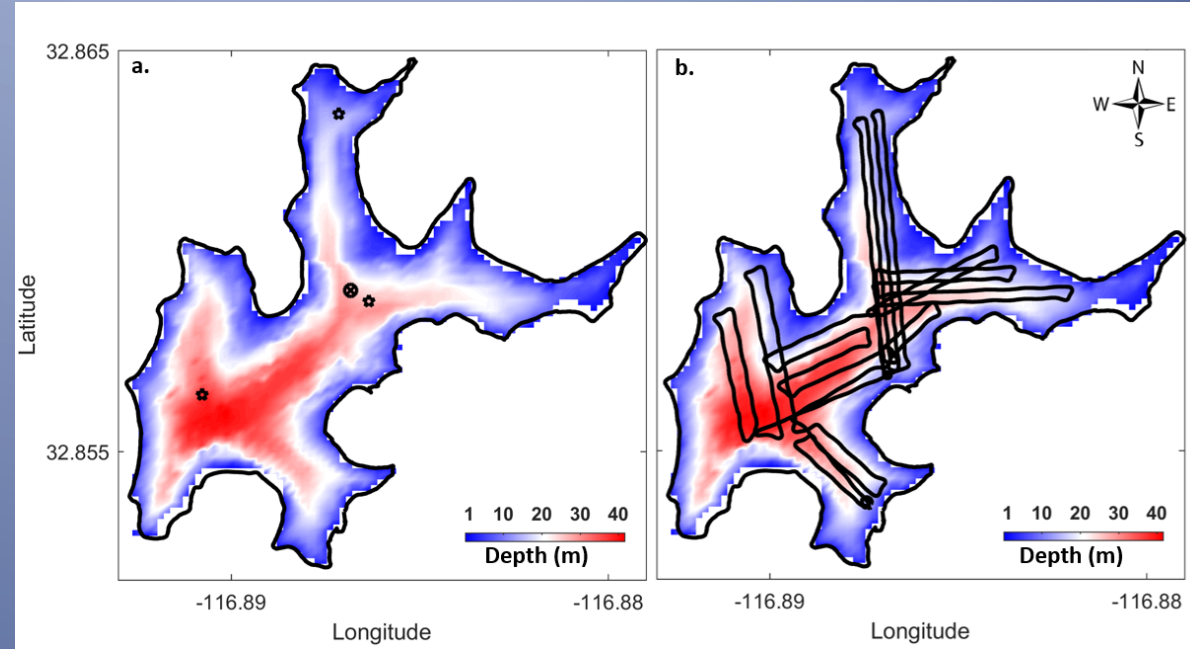 32.865
a.
b.
N
W E
S
Latitude
32.855
1 10 20 30 40
Depth (m)
1 10 20 30 40
Depth (m)
-116.89 -116.88
-116.89 -116.88
Longitude
Longitude